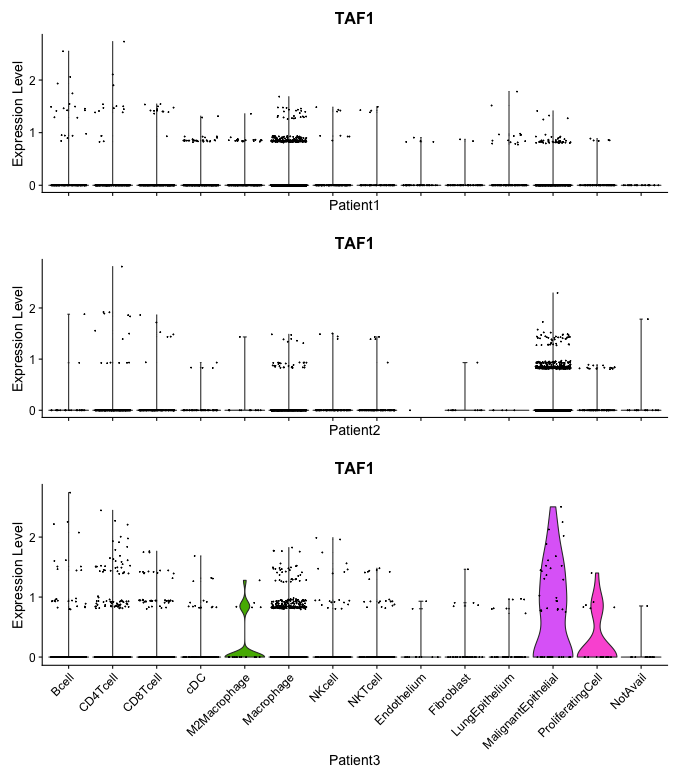 TAF1
Expression Level
2
1
0
Patient1
TAF1
Expression Level
2
1
0
Patient2
TAF1
Expression Level
2
1
0
Bcell
CD4Tcell
CD8Tcell
cDC
M2Macrophage
Macrophage
NKcell
NKTcell
Endothelium
Fibroblast
LungEpithelium
MalignantEpithelial
ProliferatingCell
NotAvail
Patient3